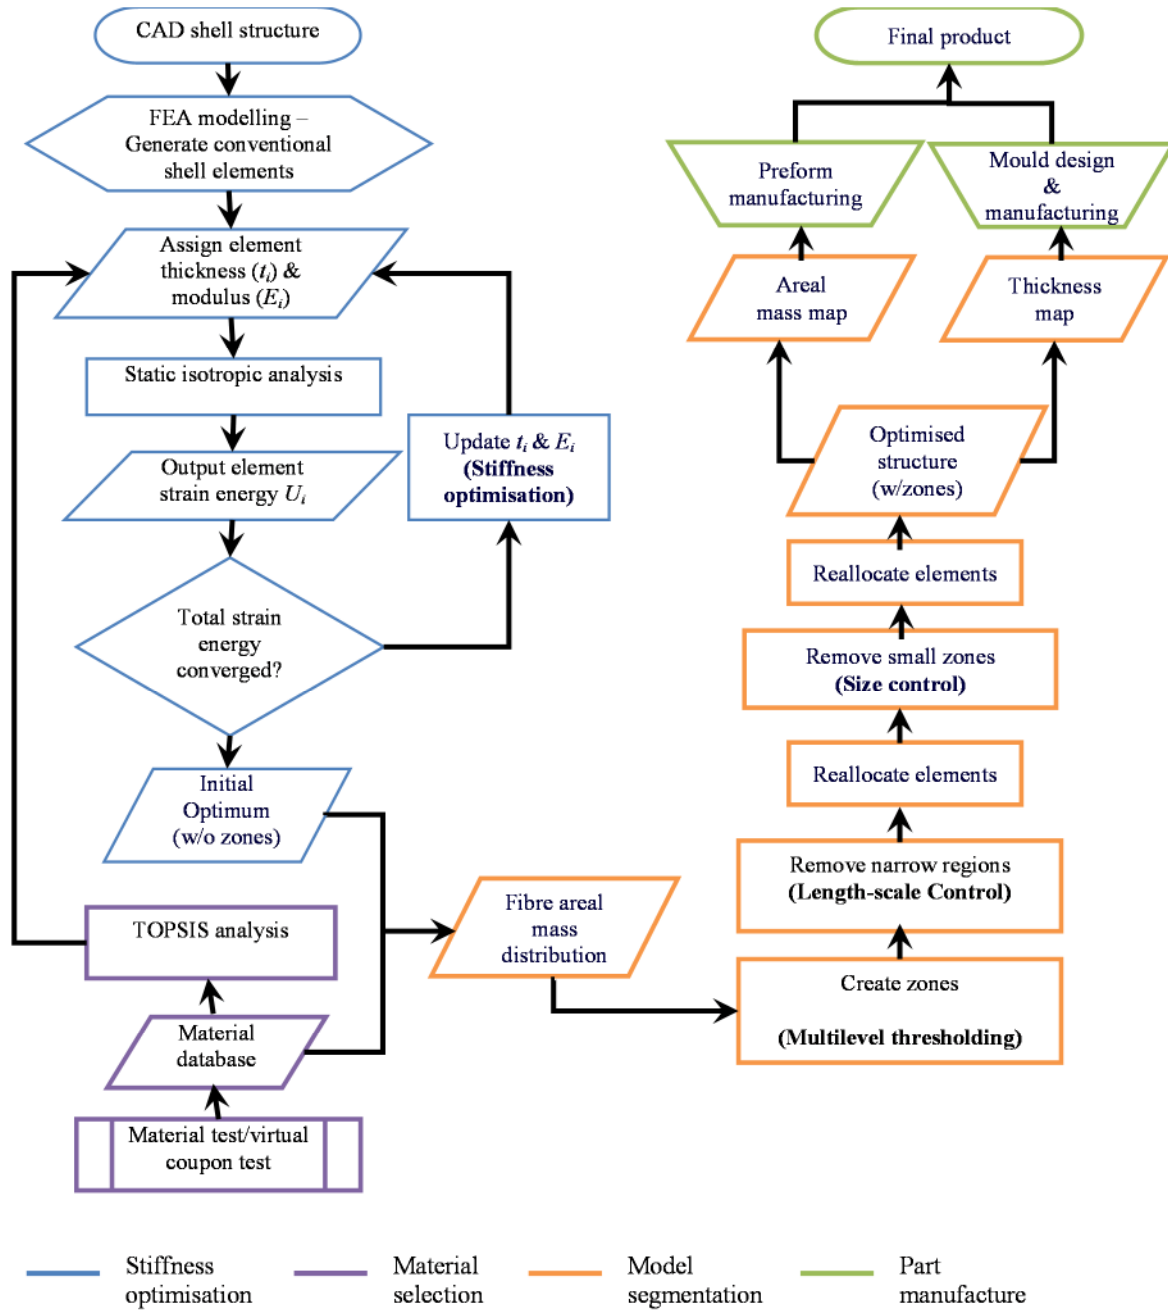 CAD shell structure
FEA modelling –
Generate conventional
shell elements
Assign element
thickness (tᵢ) &
modulus (Eᵢ)
Static isotropic analysis
Output element
strain energy Uᵢ
Update tᵢ & Eᵢ
(Stiffness
optimisation)
Total strain
energy
converged?
Initial
Optimum
(w/o zones)
TOPSIS analysis
Material
database
Material test/virtual
coupon test
Fibre areal
mass
distribution
Final product
Preform
manufacturing
Mould design
&
manufacturing
Areal
mass map
Thickness
map
Optimised
structure
(w/zones)
Reallocate elements
Remove small zones
(Size control)
Reallocate elements
Remove narrow regions
(Length-scale Control)
Create zones
(Multilevel thresholding)
Stiffness
optimisation
Material
selection
Model
segmentation
Part
manufacture